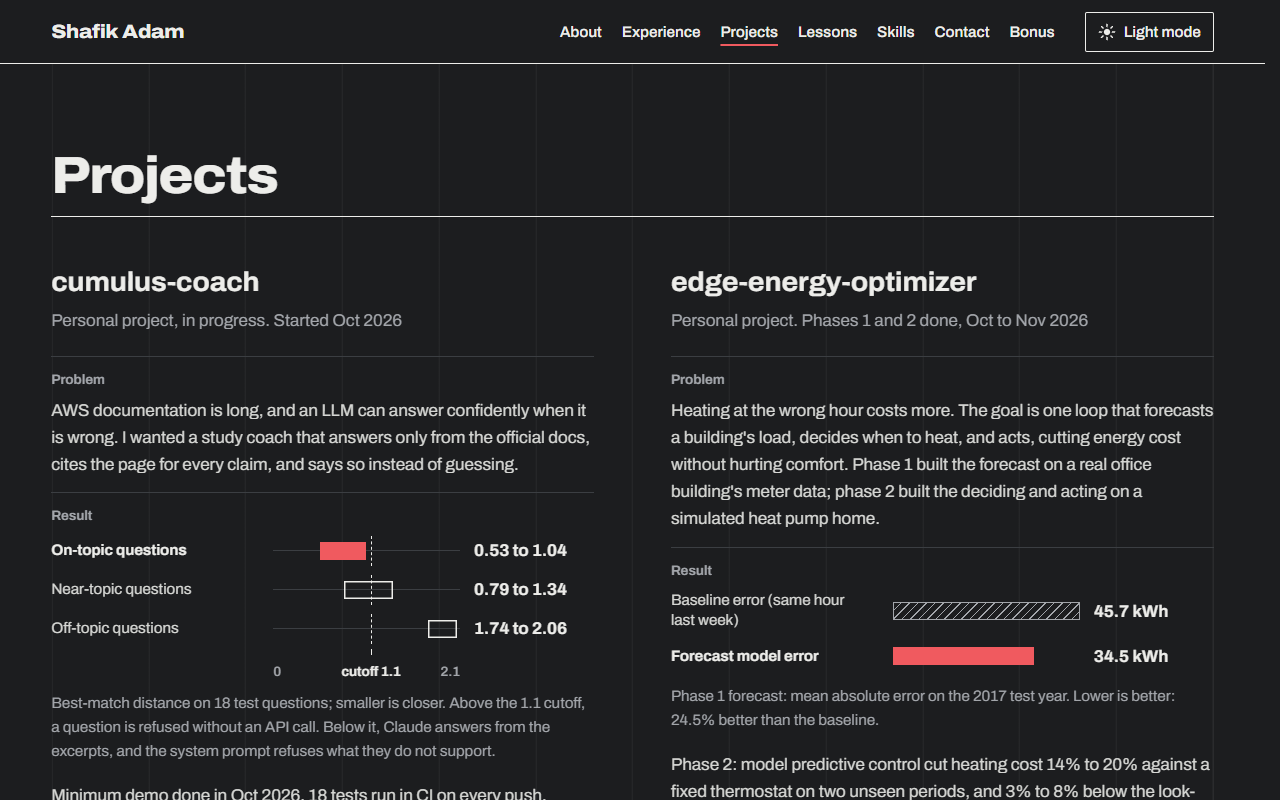 Shafik Adam
About Experience Projects Lessons Skills Contact Bonus Light mode
Projects
cumulus-coach
Personal project, in progress. Started Oct 2026
Problem
AWS documentation is long, and an LLM can answer confidently when it
is wrong. I wanted a study coach that answers only from the official docs,
cites the page for every claim, and says so instead of guessing.
Result
On-topic questions 0.53 to 1.04
Near-topic questions 0.79 to 1.34
Off-topic questions 1.74 to 2.06
0 cutoff 1.1 2.1
Best-match distance on 18 test questions; smaller is closer. Above the 1.1 cutoff,
a question is refused without an API call. Below it, Claude answers from the
excerpts, and the system prompt refuses what they do not support.
Minimum demo done in Oct 2026. 18 tests run in CI on every push.
edge-energy-optimizer
Personal project. Phases 1 and 2 done, Oct to Nov 2026
Problem
Heating at the wrong hour costs more. The goal is one loop that forecasts
a building's load, decides when to heat, and acts, cutting energy cost
without hurting comfort. Phase 1 built the forecast on a real office
building's meter data; phase 2 built the deciding and acting on a
simulated heat pump home.
Result
Baseline error (same hour
last week) 45.7 kWh
Forecast model error 34.5 kWh
Phase 1 forecast: mean absolute error on the 2017 test year. Lower is better:
24.5% better than the baseline.
Phase 2: model predictive control cut heating cost 14% to 20% against a
fixed thermostat on two unseen periods, and 3% to 8% below the look-